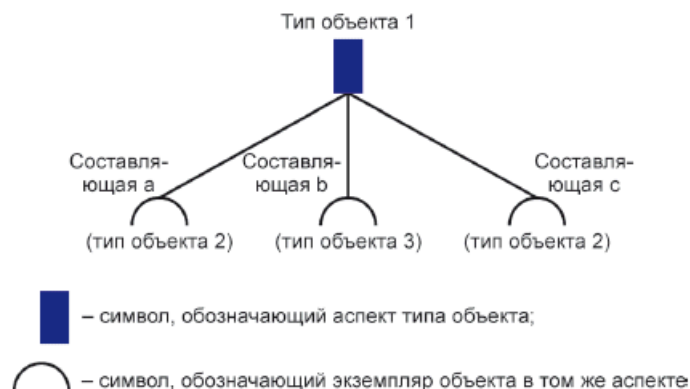 Тип объекта 1
Составля-
ющая a
Составля-
ющая b
Составля-
ющая c
(тип объекта 2)
(тип объекта 3)
(тип объекта 2)
– символ, обозначающий аспект типа объекта;
– символ, обозначающий экземпляр объекта в том же аспекте